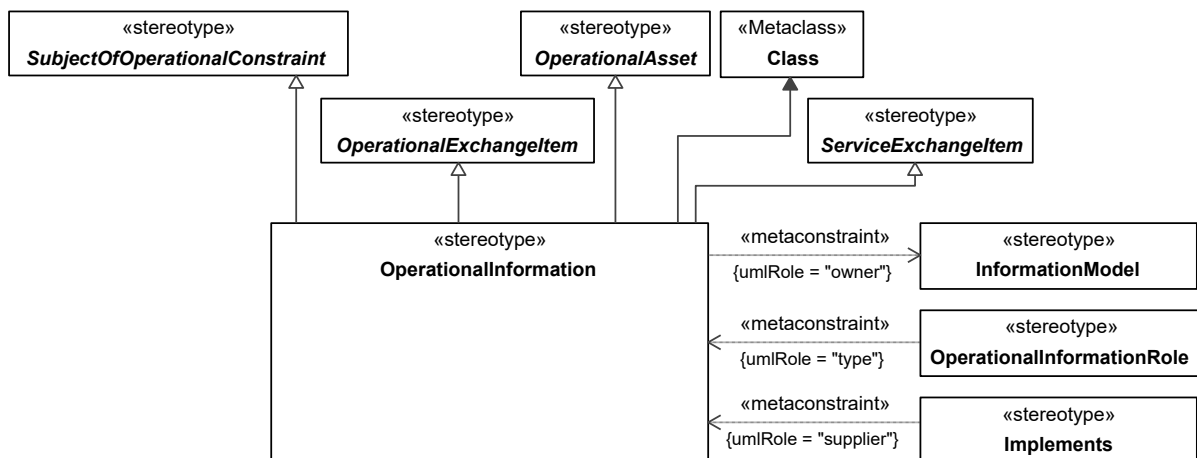 «stereotype»
SubjectOfOperationalConstraint
«stereotype»
OperationalAsset
«Metaclass»
Class
«stereotype»
OperationalExchangeItem
«stereotype»
ServiceExchangeItem
«stereotype»
OperationalInformation
«metaconstraint»
{umlRole = "owner"}
«stereotype»
InformationModel
«metaconstraint»
{umlRole = "type"}
«stereotype»
OperationalInformationRole
«metaconstraint»
{umlRole = "supplier"}
«stereotype»
Implements